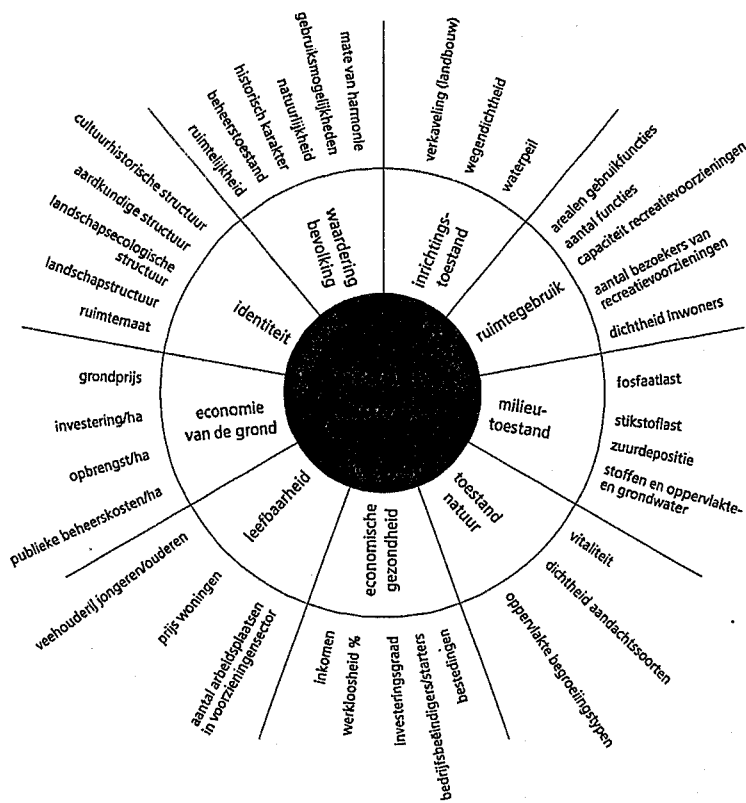 waardering
bevolking
ruimtelijkheid
beheerstoestand
historisch karakter
natuurlijkheid
gebruiksmogelijkheden
mate van harmonie
inrichtings-
toestand
verkaveling (landbouw)
wegendichtheid
waterpeil
ruimtegebruik
arealen gebruikfuncties
aantal functies
capaciteit recreatievoorzieningen
aantal bezoekers van
recreatievoorzieningen
dichtheid inwoners
milieu-
toestand
fosfaatlast
stikstoflast
zuurdepositie
stoffen en oppervlakte-
en grondwater
toestand
natuur
vitaliteit
dichtheid aandachtssoorten
oppervlakte begroeiingstypen
economische
gezondheid
inkomen
werkloosheid %
investeringsgraad
bedrijfsbeëindigers/starters
bestedingen
leefbaarheid
veehouderij jongeren/ouderen
prijs woningen
aantal arbeidsplaatsen
in voorzieningensector
economie
van de grond
grondprijs
investering/ha
opbrengst/ha
publieke beheerskosten/ha
identiteit
cultuurhistorische structuur
aardkundige structuur
landschapsecologische
structuur
landschapstructuur
ruimtemaat